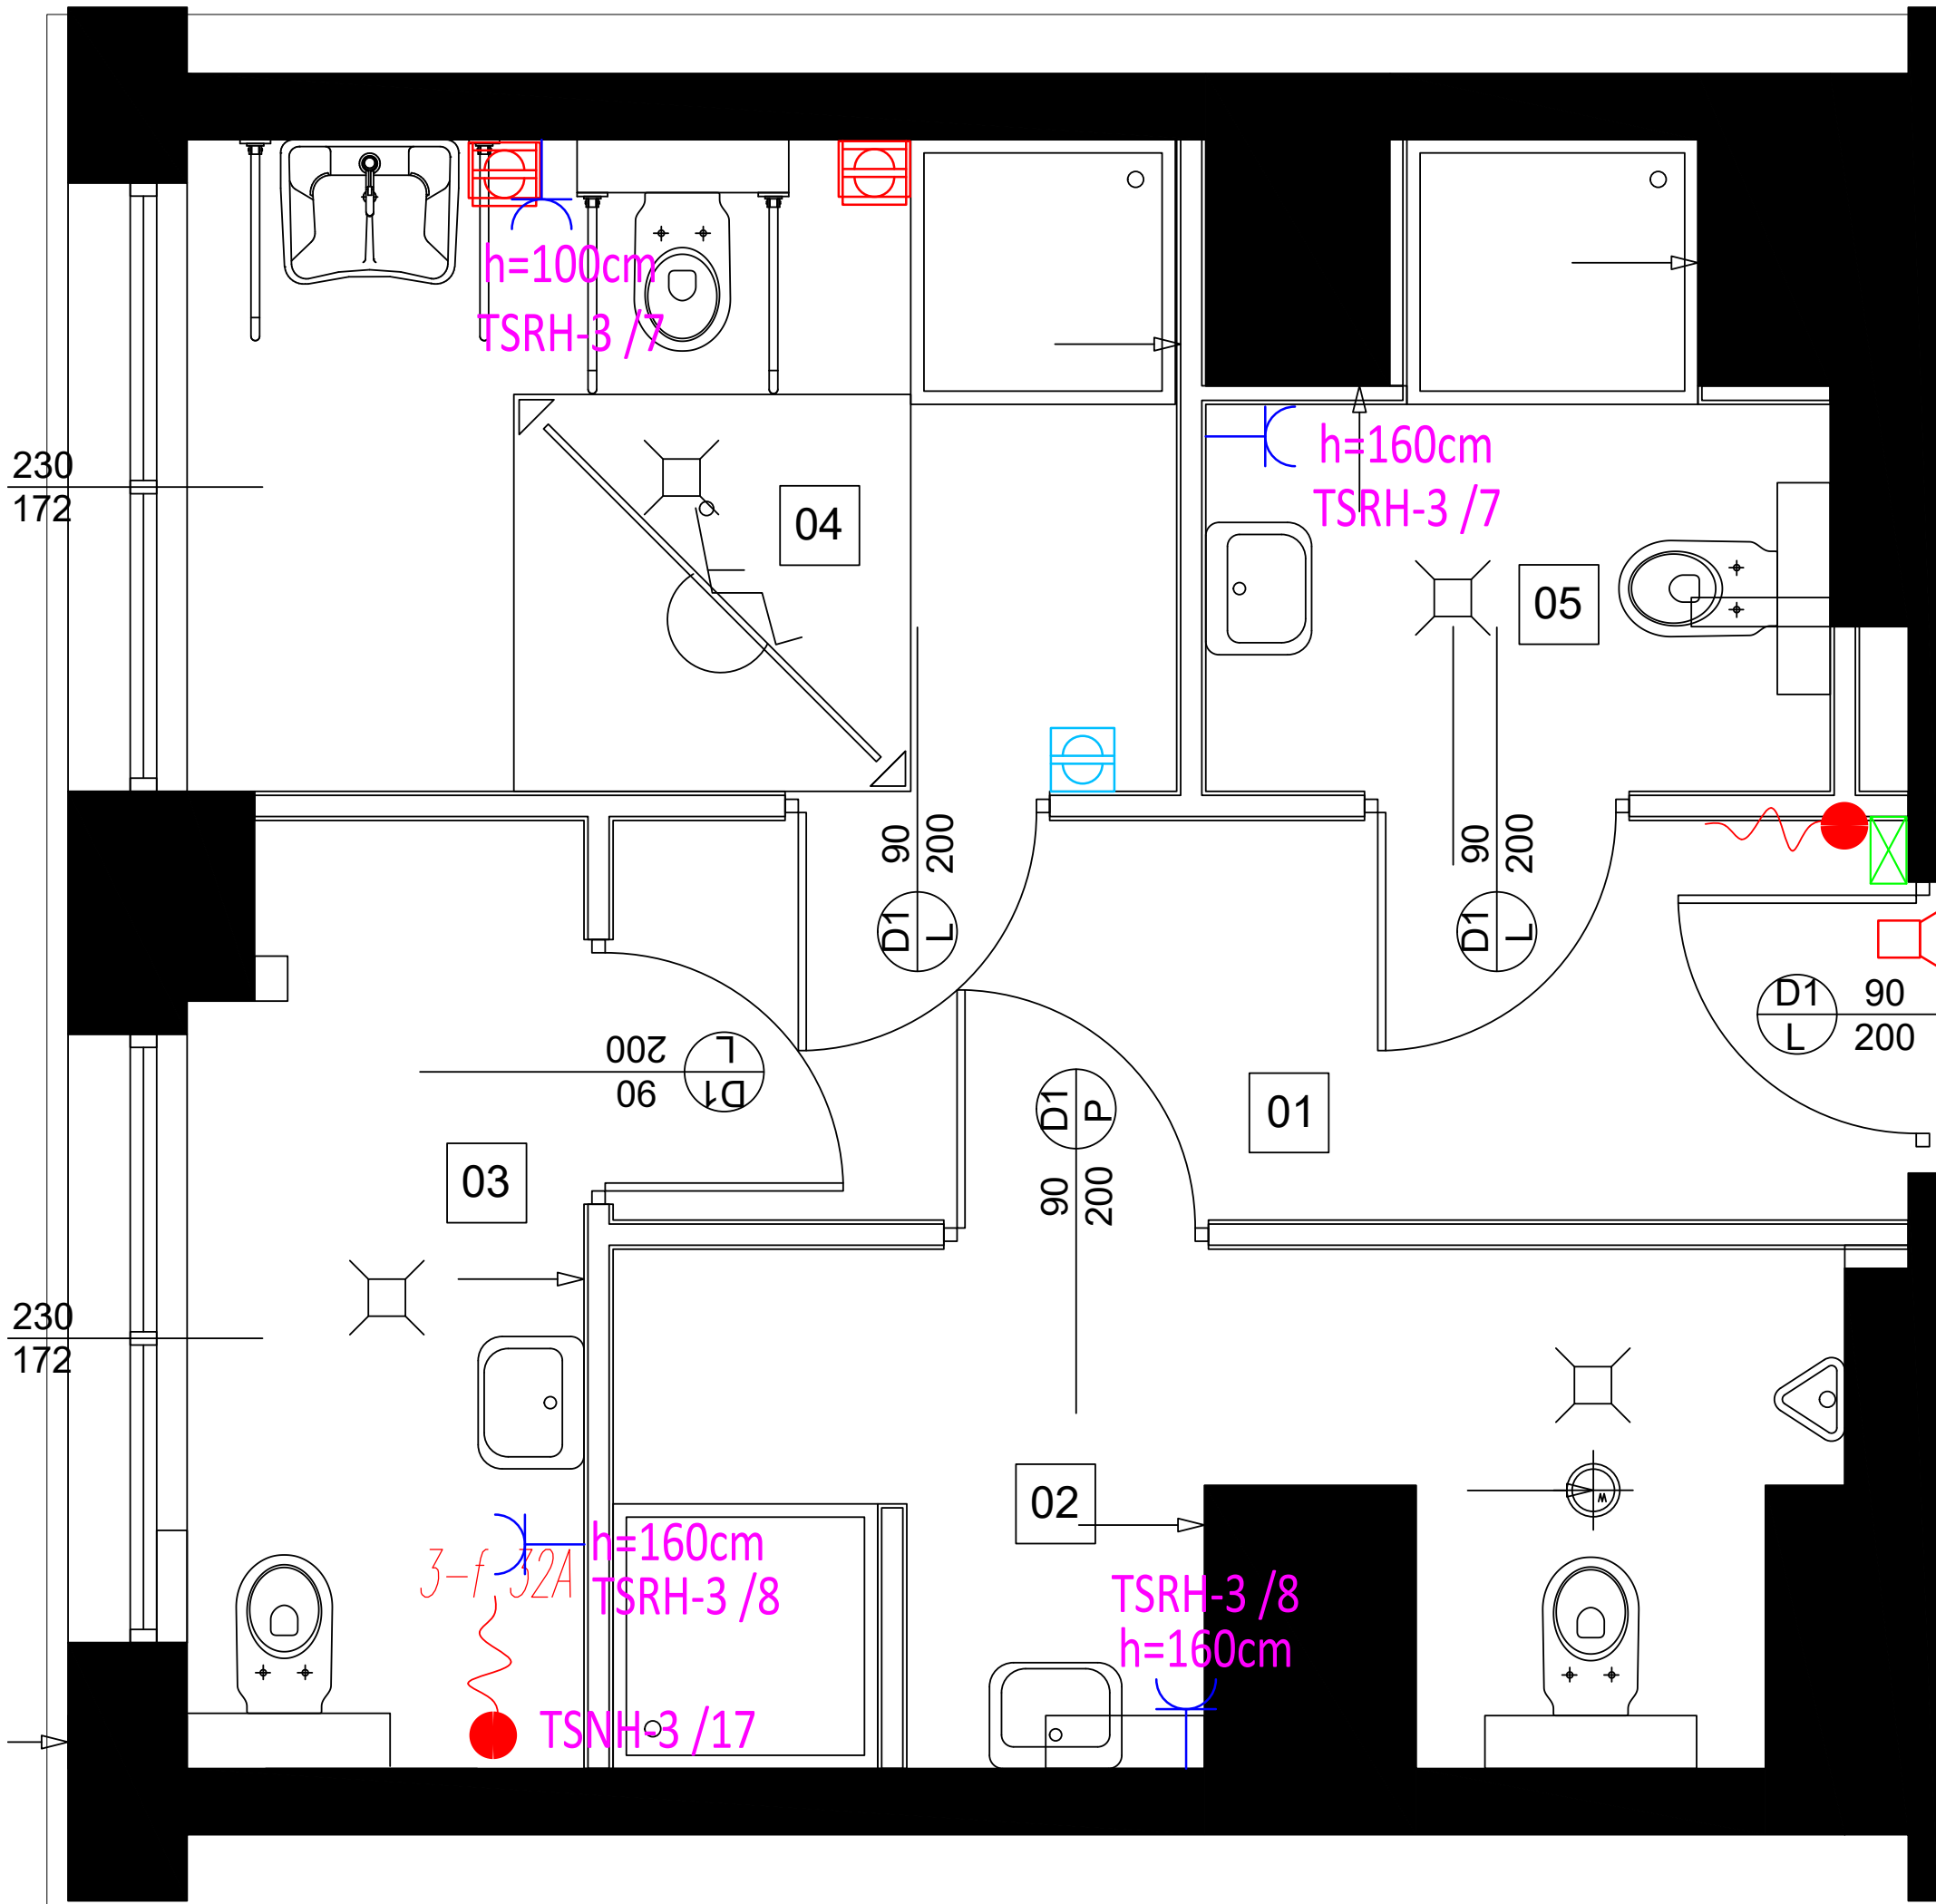 h=100cm
TSRH-3 /7
230
172
04
h=160cm
TSRH-3 /7
05
90
200
D1
L
90
200
D1
L
D1
L
90
200
200
90
L
D1
D1
P
90
200
01
03
230
172
02
W
3-f 32A
h=160cm
TSRH-3 /8
TSRH-3 /8
h=160cm
TSNH-3 /17